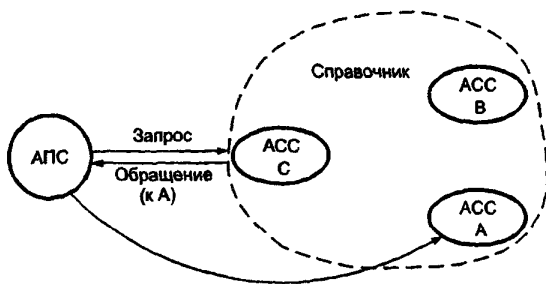 Справочник
АСС
В
Запрос
АПС
АСС
С
Обращение
(к А)
АСС
А